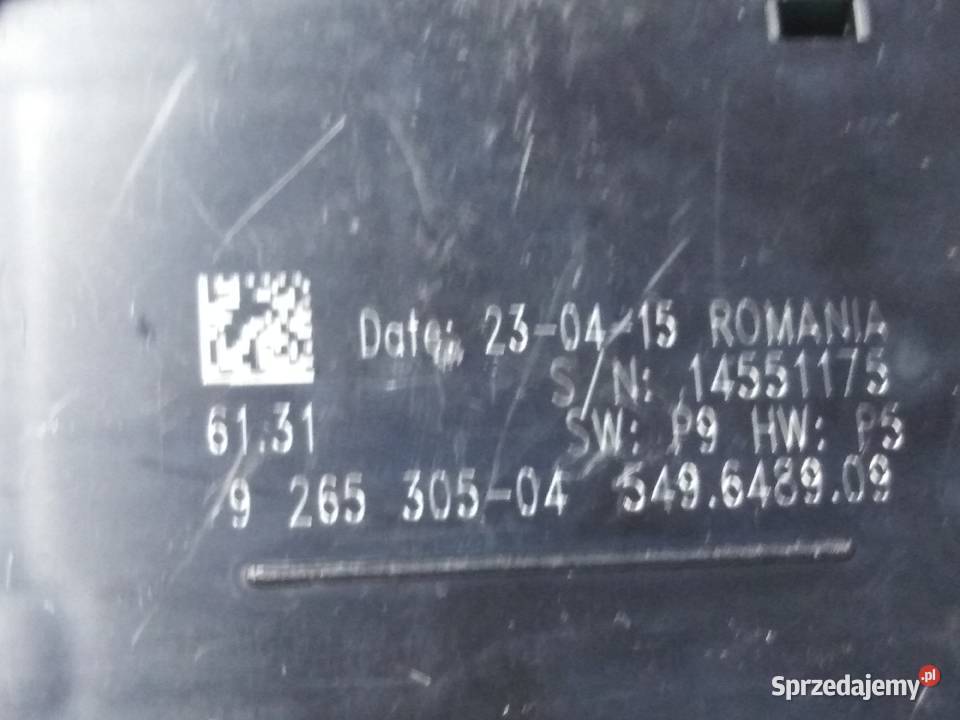 Date: 23-04-15 ROMANIA
S/N: 14551175
61.31 SW: P9 HW: P5
9 265 305-04 549.6489.09
Sprzedajemy.pl